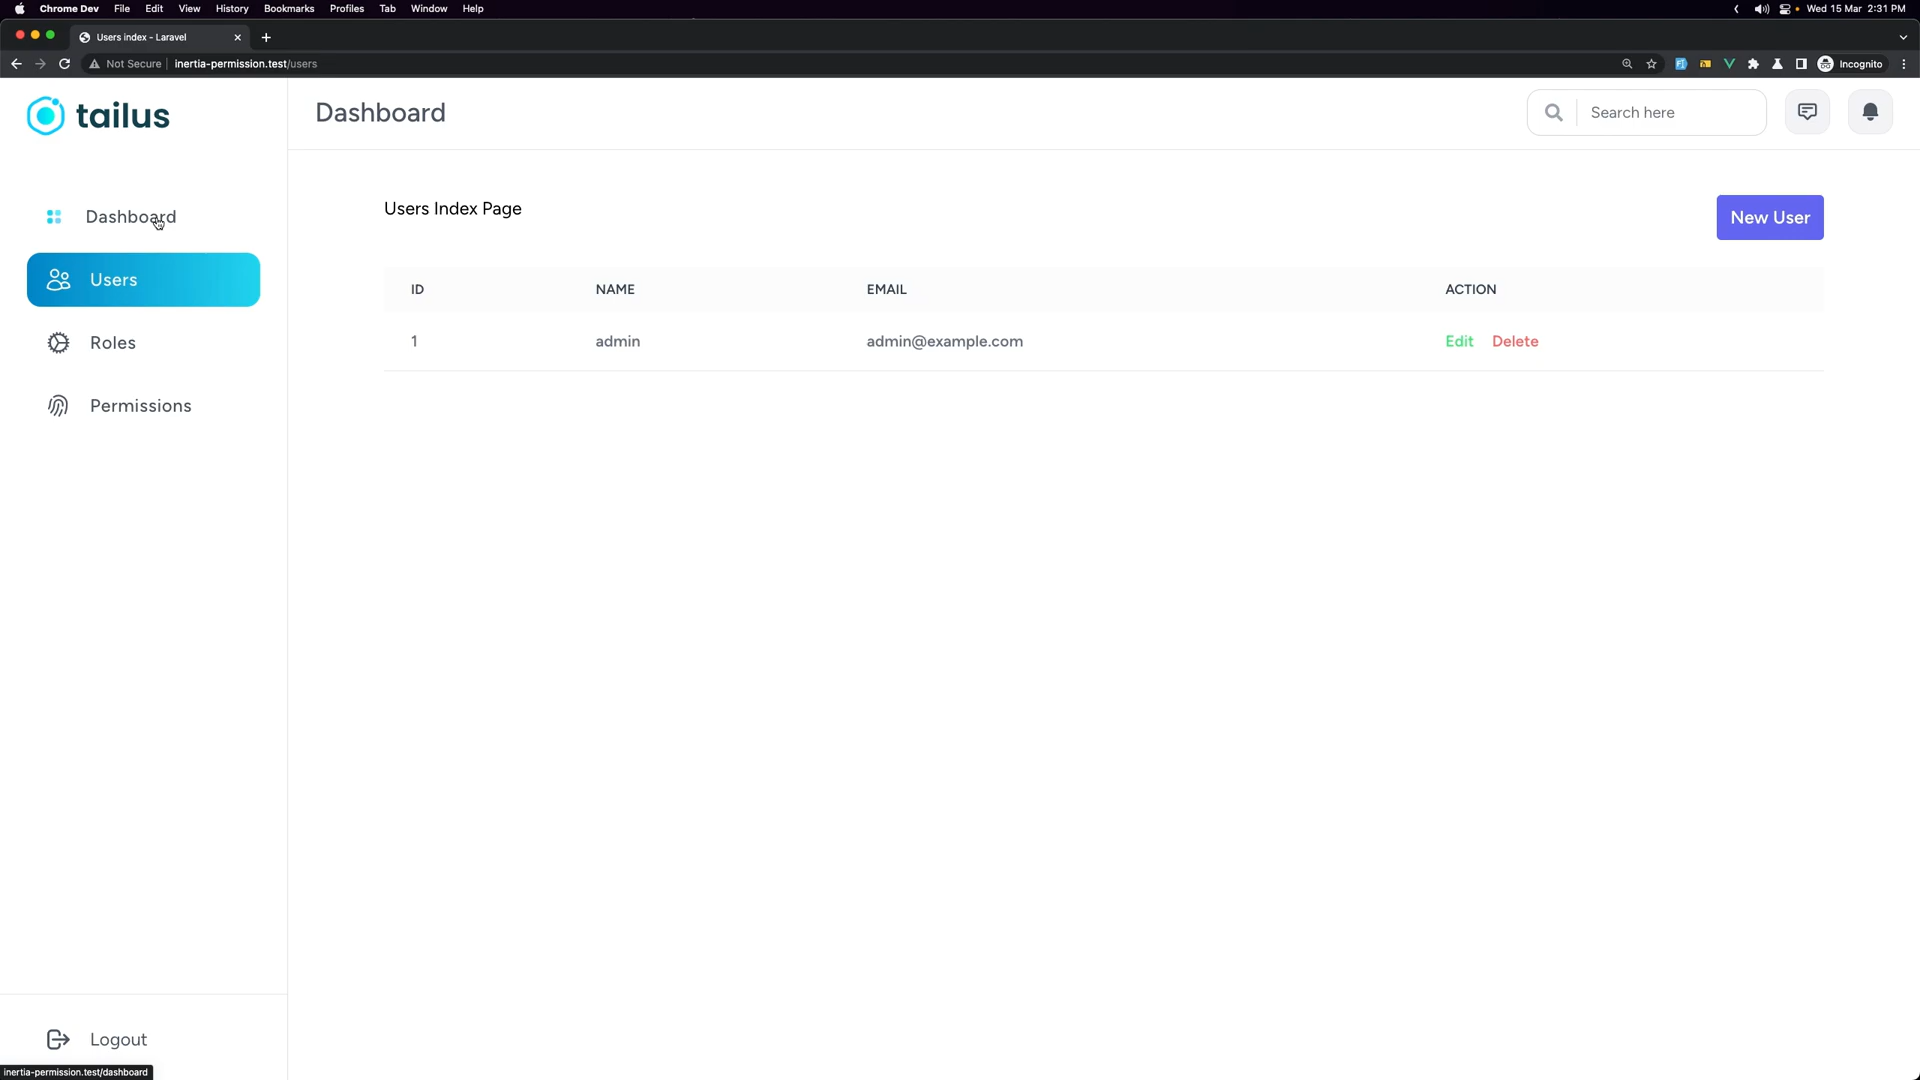 Chrome Dev File Edit View History Bookmarks Profiles Tab Window Help Wed 15 Mar 2:31 PM
Users index - Laravel
Not Secure inertia-permission.test/users Incognito
tailus
Dashboard
Search here
Dashboard
Users
Roles
Permissions
Users Index Page
New User
ID NAME EMAIL ACTION
1 admin admin@example.com Edit Delete
Logout
inertia-permission.test/dashboard